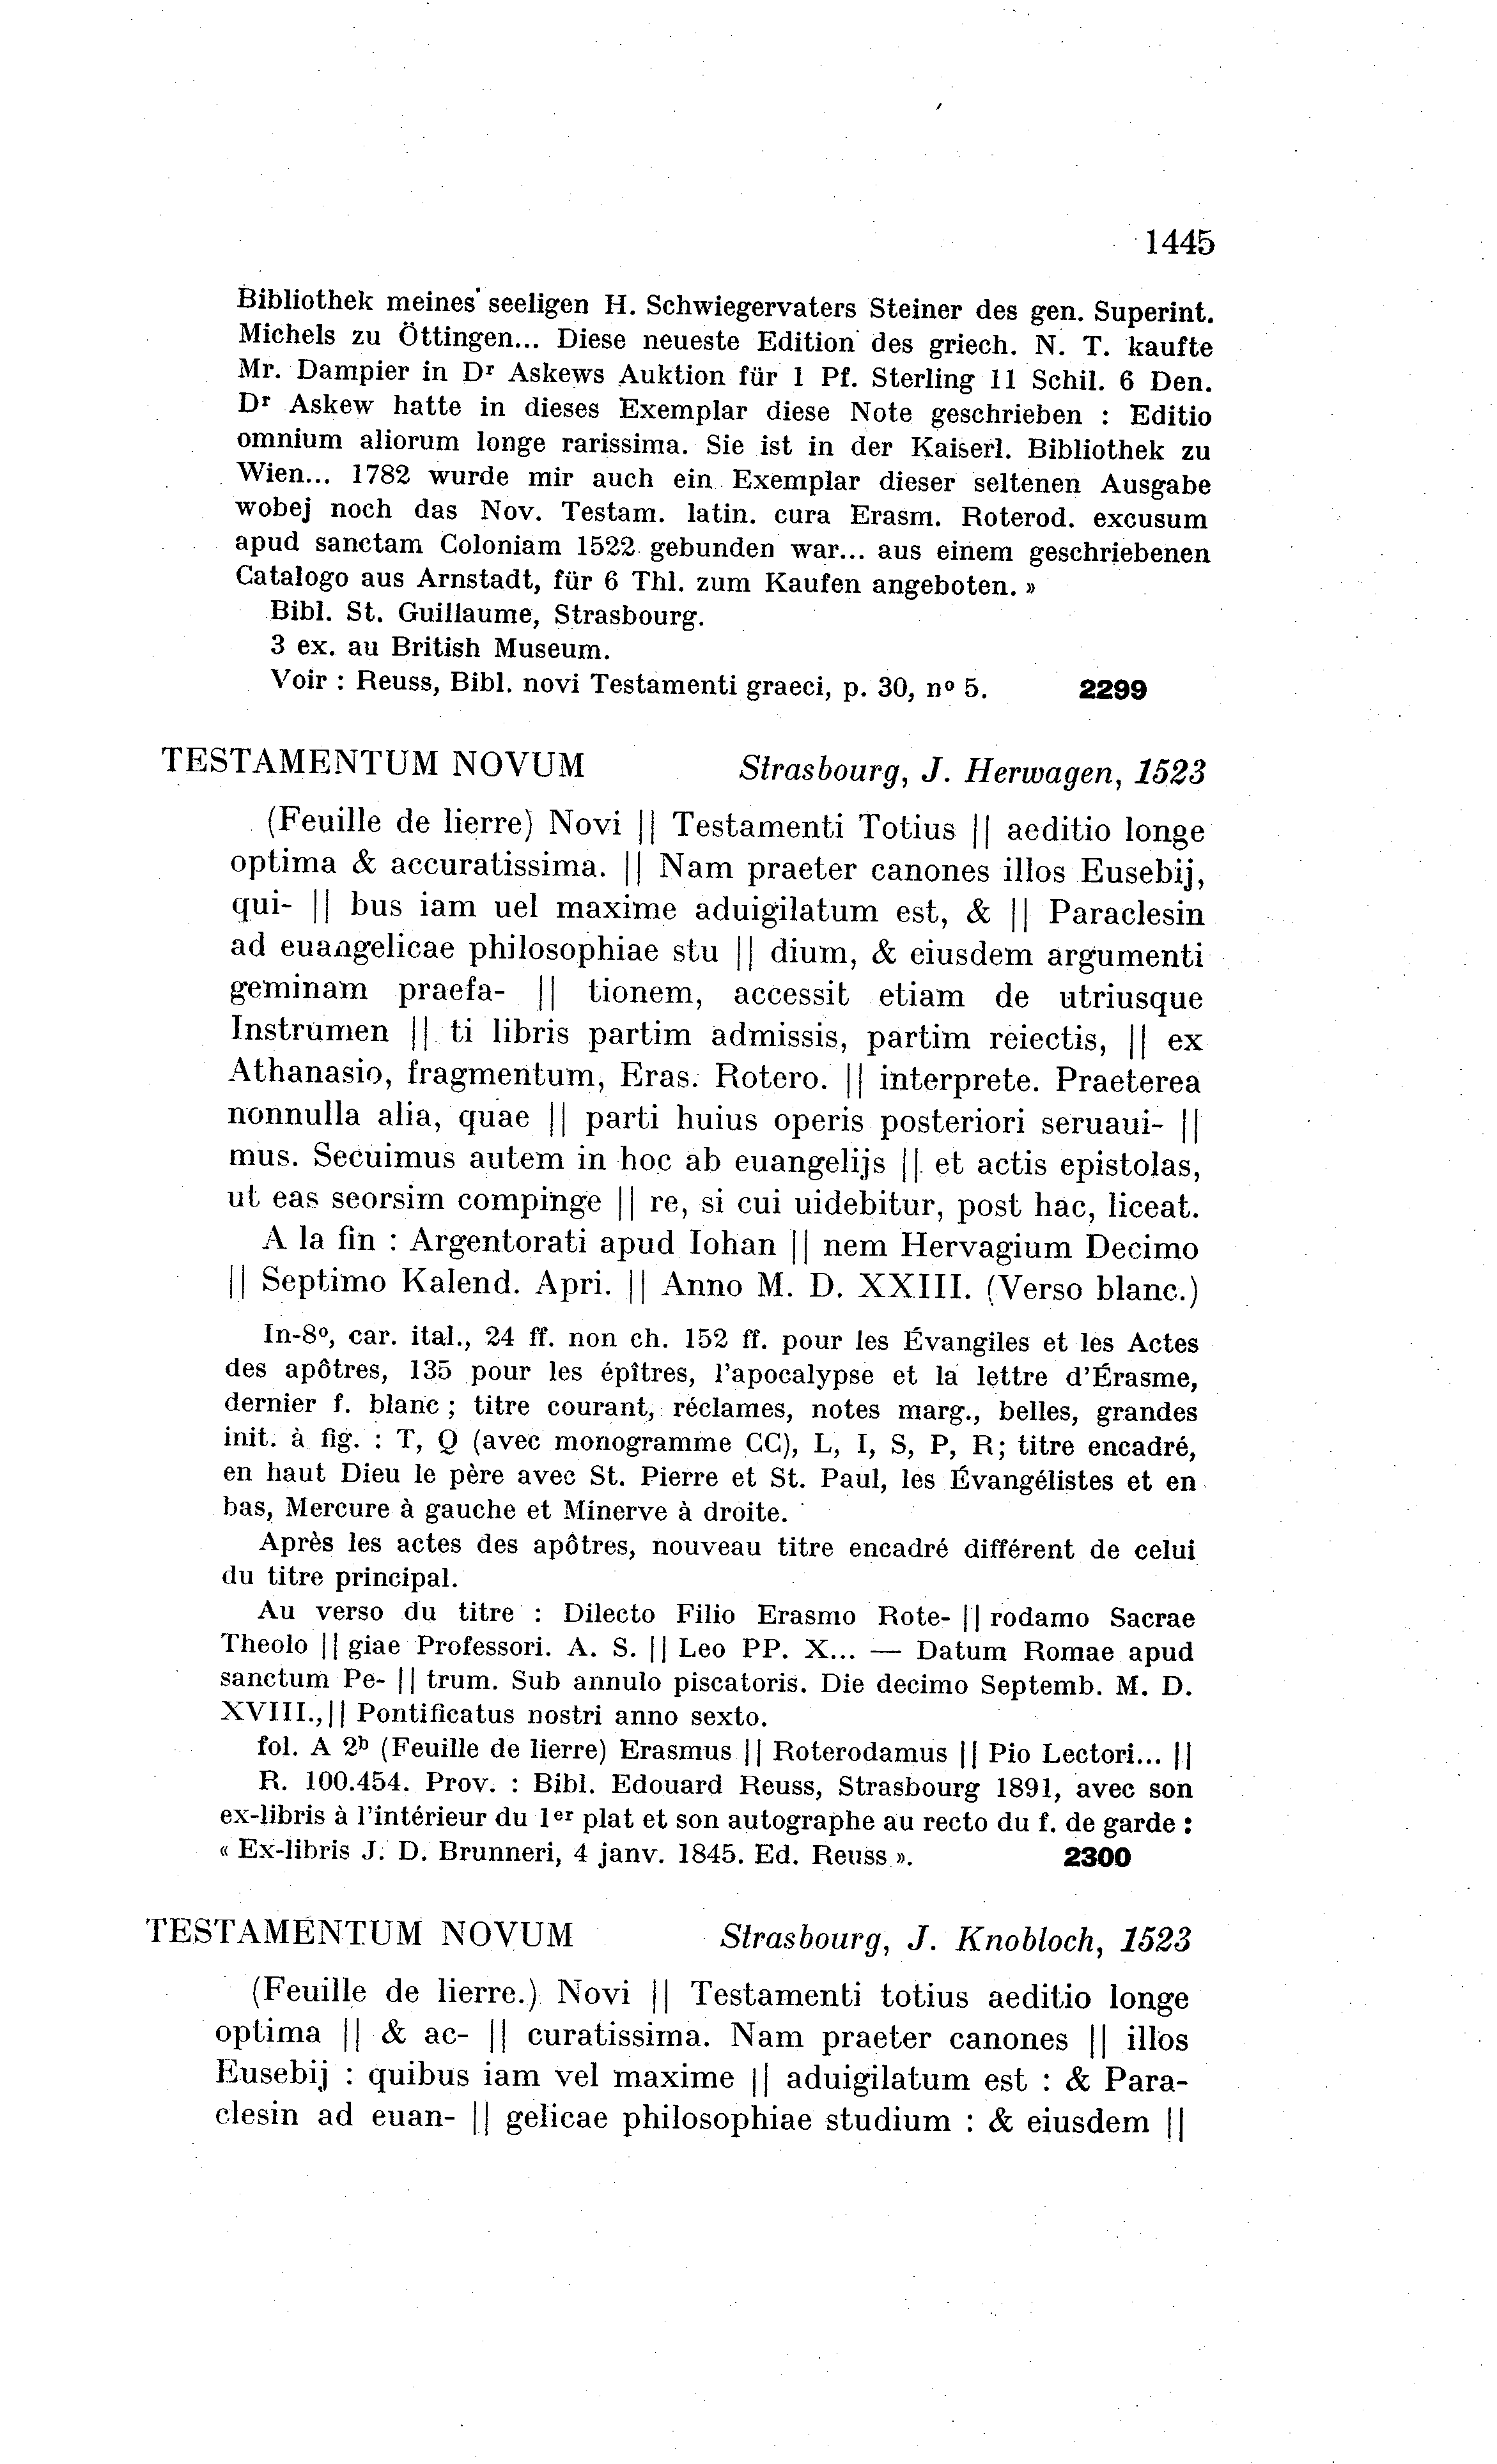 1445
Bibliothek meines seeligen H. Schwiegervaters Steiner des gen. Superint.
Michels zu Öttingen... Diese neueste Edition des griech. N. T. kaufte
Mr. Dampier in Dr Askews Auktion für 1 Pf. Sterling 11 Schil. 6 Den.
Dr Askew hatte in dieses Exemplar diese Note geschrieben : Editio
omnium aliorum longe rarissima. Sie ist in der Kaiserl. Bibliothek zu
Wien... 1782 wurde mir auch ein Exemplar dieser seltenen Ausgabe
wobej noch das Nov. Testam. latin. cura Erasm. Roterod. excusum
apud sanctam Coloniam 1522 gebunden war... aus einem geschriebenen
Catalogo aus Arnstadt, für 6 Thl. zum Kaufen angeboten. »
Bibl. St. Guillaume, Strasbourg.
3 ex. au British Museum.
Voir : Reuss, Bibl. novi Testamenti graeci, p. 30, nº 5. 2299
TESTAMENTUM NOVUM Strasbourg, J. Herwagen, 1523
(Feuille de lierre) Novi || Testamenti Totius || aeditio longe
optima & accuratissima. || Nam praeter canones illos Eusebij,
qui- || bus iam uel maxime aduigilatum est, & || Paraclesin
ad euangelicae philosophiae stu || dium, & eiusdem argumenti
geminam praefa- || tionem, accessit etiam de utriusque
Instrumen || ti libris partim admissis, partim reiectis, || ex
Athanasio, fragmentum, Eras. Rotero. || interprete. Praeterea
nonnulla alia, quae || parti huius operis posteriori seruaui- ||
mus. Secuimus autem in hoc ab euangelijs || et actis epistolas,
ut eas seorsim compinge || re, si cui uidebitur, post hac, liceat.
A la fin : Argentorati apud Iohan || nem Hervagium Decimo
|| Septimo Kalend. Apri. || Anno M. D. XXIII. (Verso blanc.)
In-8º, car. ital., 24 ff. non ch. 152 ff. pour les Évangiles et les Actes
des apôtres, 135 pour les épîtres, l'apocalypse et la lettre d'Érasme,
dernier f. blanc ; titre courant, réclames, notes marg., belles, grandes
init. à fig. : T, Q (avec monogramme CC), L, I, S, P, R; titre encadré,
en haut Dieu le père avec St. Pierre et St. Paul, les Évangélistes et en
bas, Mercure à gauche et Minerve à droite.
Après les actes des apôtres, nouveau titre encadré différent de celui
du titre principal.
Au verso du titre : Dilecto Filio Erasmo Rote- || rodamo Sacrae
Theolo || giae Professori. A. S. || Leo PP. X... — Datum Romae apud
sanctum Pe- || trum. Sub annulo piscatoris. Die decimo Septemb. M. D.
XVIII., || Pontificatus nostri anno sexto.
fol. A 2b (Feuille de lierre) Erasmus || Roterodamus || Pio Lectori... ||
R. 100.454. Prov. : Bibl. Edouard Reuss, Strasbourg 1891, avec son
ex-libris à l'intérieur du 1er plat et son autographe au recto du f. de garde :
« Ex-libris J. D. Brunneri, 4 janv. 1845. Ed. Reuss ». 2300
TESTAMENTUM NOVUM Strasbourg, J. Knobloch, 1523
(Feuille de lierre.) Novi || Testamenti totius aeditio longe
optima || & ac- || curatissima. Nam praeter canones || illos
Eusebij : quibus iam vel maxime || aduigilatum est : & Para-
clesin ad euan- || gelicae philosophiae studium : & eiusdem ||